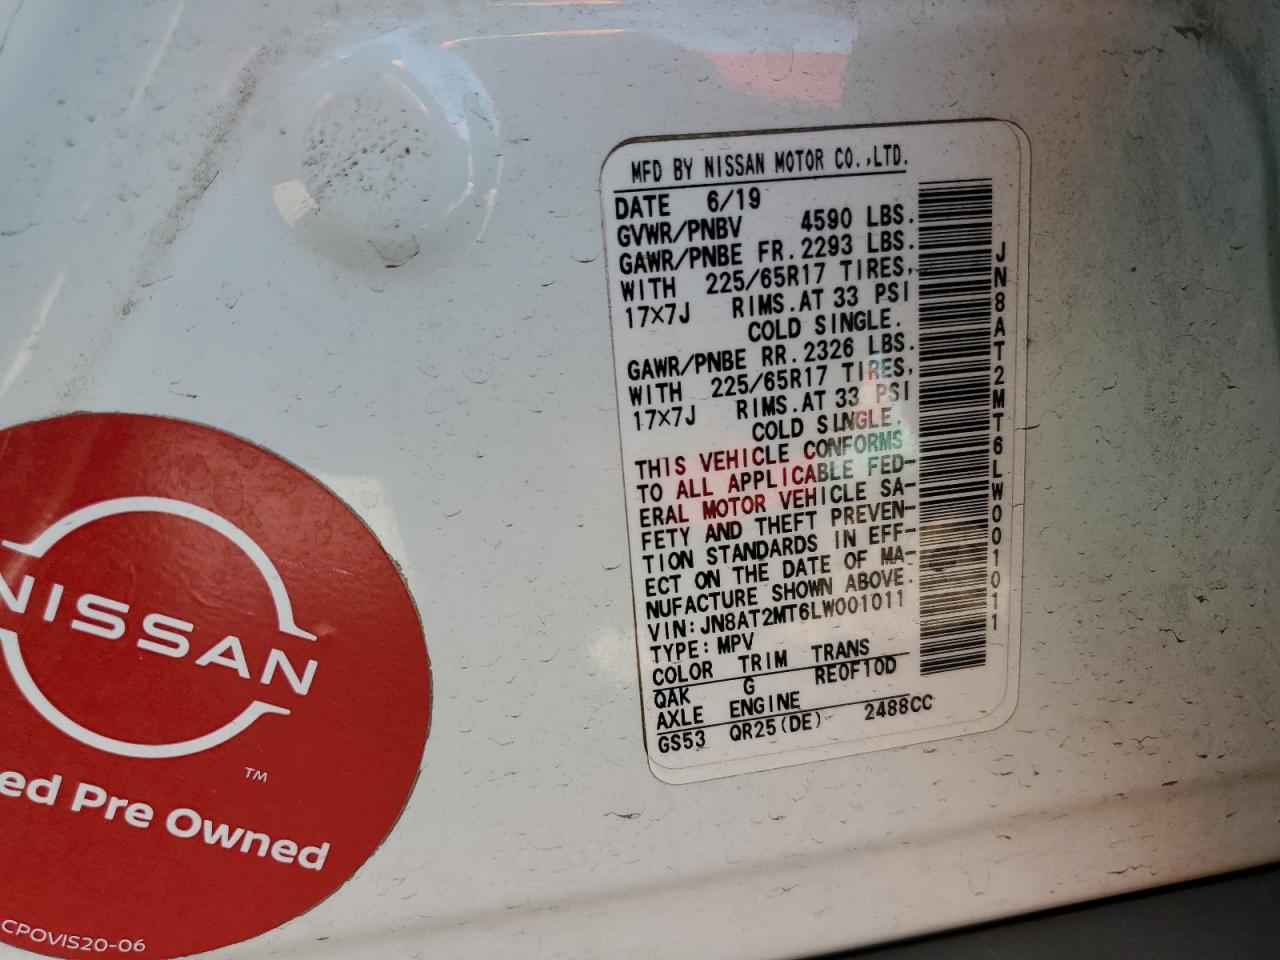 MFD BY NISSAN MOTOR CO.,LTD.
DATE 6/19
GVWR/PNBV 4590 LBS.
GAWR/PNBE FR.2293 LBS.
WITH 225/65R17 TIRES,
17×7J RIMS.AT 33 PSI
COLD SINGLE.
GAWR/PNBE RR.2326 LBS.
WITH 225/65R17 TIRES,
17×7J RIMS.AT 33 PSI
COLD SINGLE.
THIS VEHICLE CONFORMS
TO ALL APPLICABLE FED-
ERAL MOTOR VEHICLE SA-
FETY AND THEFT PREVEN-
TION STANDARDS IN EFF-
ECT ON THE DATE OF MA-
NUFACTURE SHOWN ABOVE.
VIN:JN8AT2MT6LW001011
TYPE:MPV
COLOR TRIM TRANS
QAK G RE0F10D
AXLE ENGINE
GS53 QR25(DE) 2488CC
JN8AT2MT6LW001011
NISSAN
TM
ed Pre Owned
CPOVIS20-06